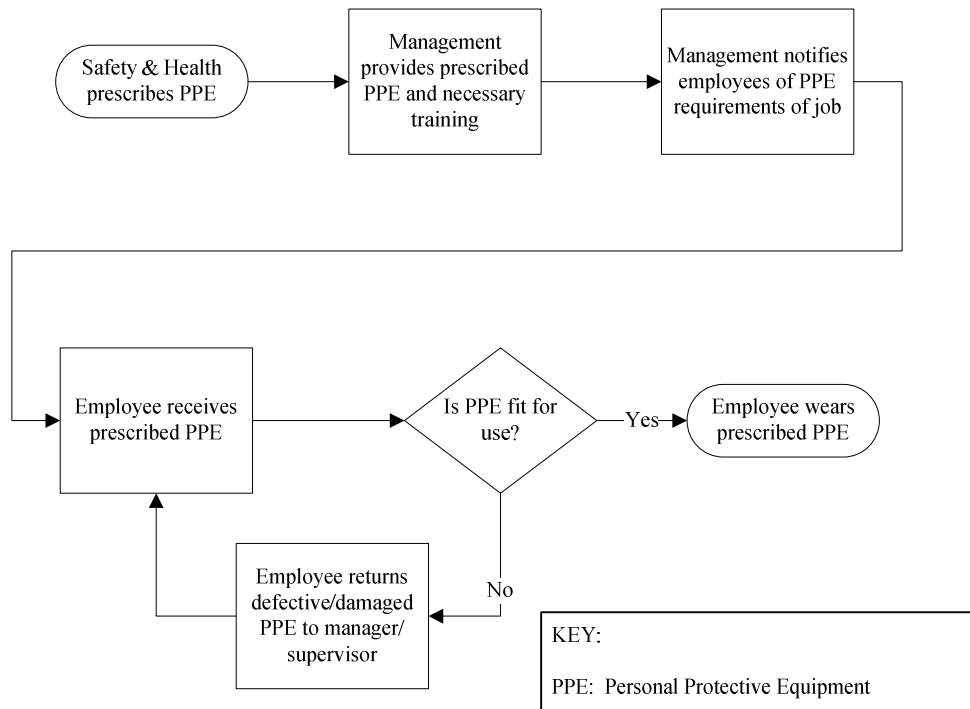 Safety & Health
prescribes PPE
Management
provides prescribed
PPE and necessary
training
Management notifies
employees of PPE
requirements of job
Employee receives
prescribed PPE
Is PPE fit for
use?
Yes
Employee wears
prescribed PPE
No
Employee returns
defective/damaged
PPE to manager/
supervisor
KEY:
PPE: Personal Protective Equipment